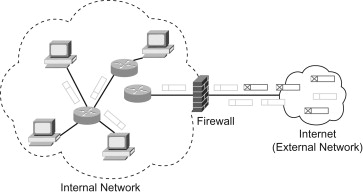 Firewall
Internet
(External Network)
Internal Network